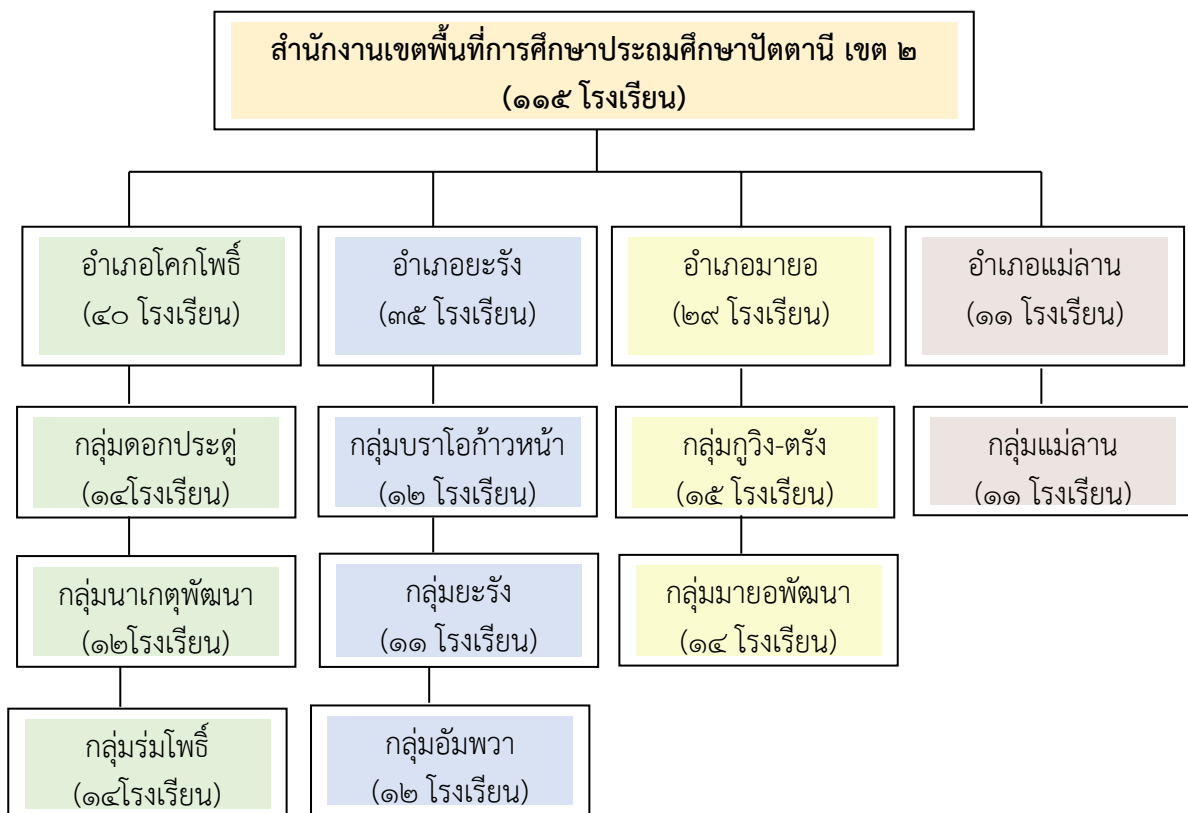 สำนักงานเขตพื้นที่การศึกษาประถมศึกษาปัตตานี เขต ๒
(๑๑๕ โรงเรียน)
อำเภอโคกโพธิ์
(๔๐ โรงเรียน)
อำเภอยะรัง
(๓๕ โรงเรียน)
อำเภอมายอ
(๒๙ โรงเรียน)
อำเภอแม่ลาน
(๑๑ โรงเรียน)
กลุ่มดอกประดู่
(๑๔โรงเรียน)
กลุ่มบราโอก้าวหน้า
(๑๒ โรงเรียน)
กลุ่มกูวิง-ตรัง
(๑๕ โรงเรียน)
กลุ่มแม่ลาน
(๑๑ โรงเรียน)
กลุ่มนาเกตุพัฒนา
(๑๒โรงเรียน)
กลุ่มยะรัง
(๑๑ โรงเรียน)
กลุ่มมายอพัฒนา
(๑๔ โรงเรียน)
กลุ่มร่มโพธิ์
(๑๔โรงเรียน)
กลุ่มอัมพวา
(๑๒ โรงเรียน)